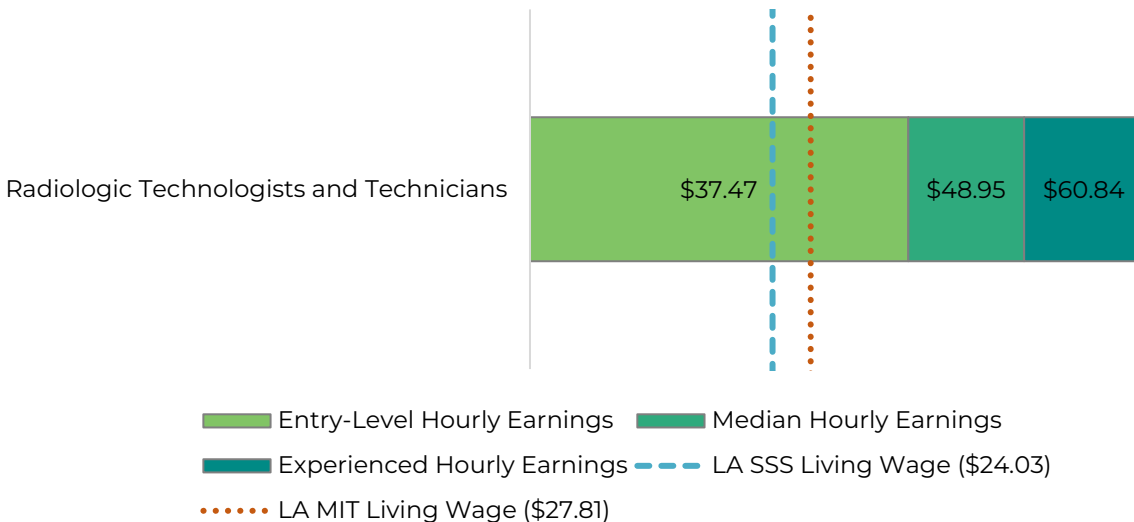 Radiologic Technologists and Technicians $37.47 $48.95 $60.84
Entry-Level Hourly Earnings Median Hourly Earnings
Experienced Hourly Earnings LA SSS Living Wage ($24.03)
LA MIT Living Wage ($27.81)